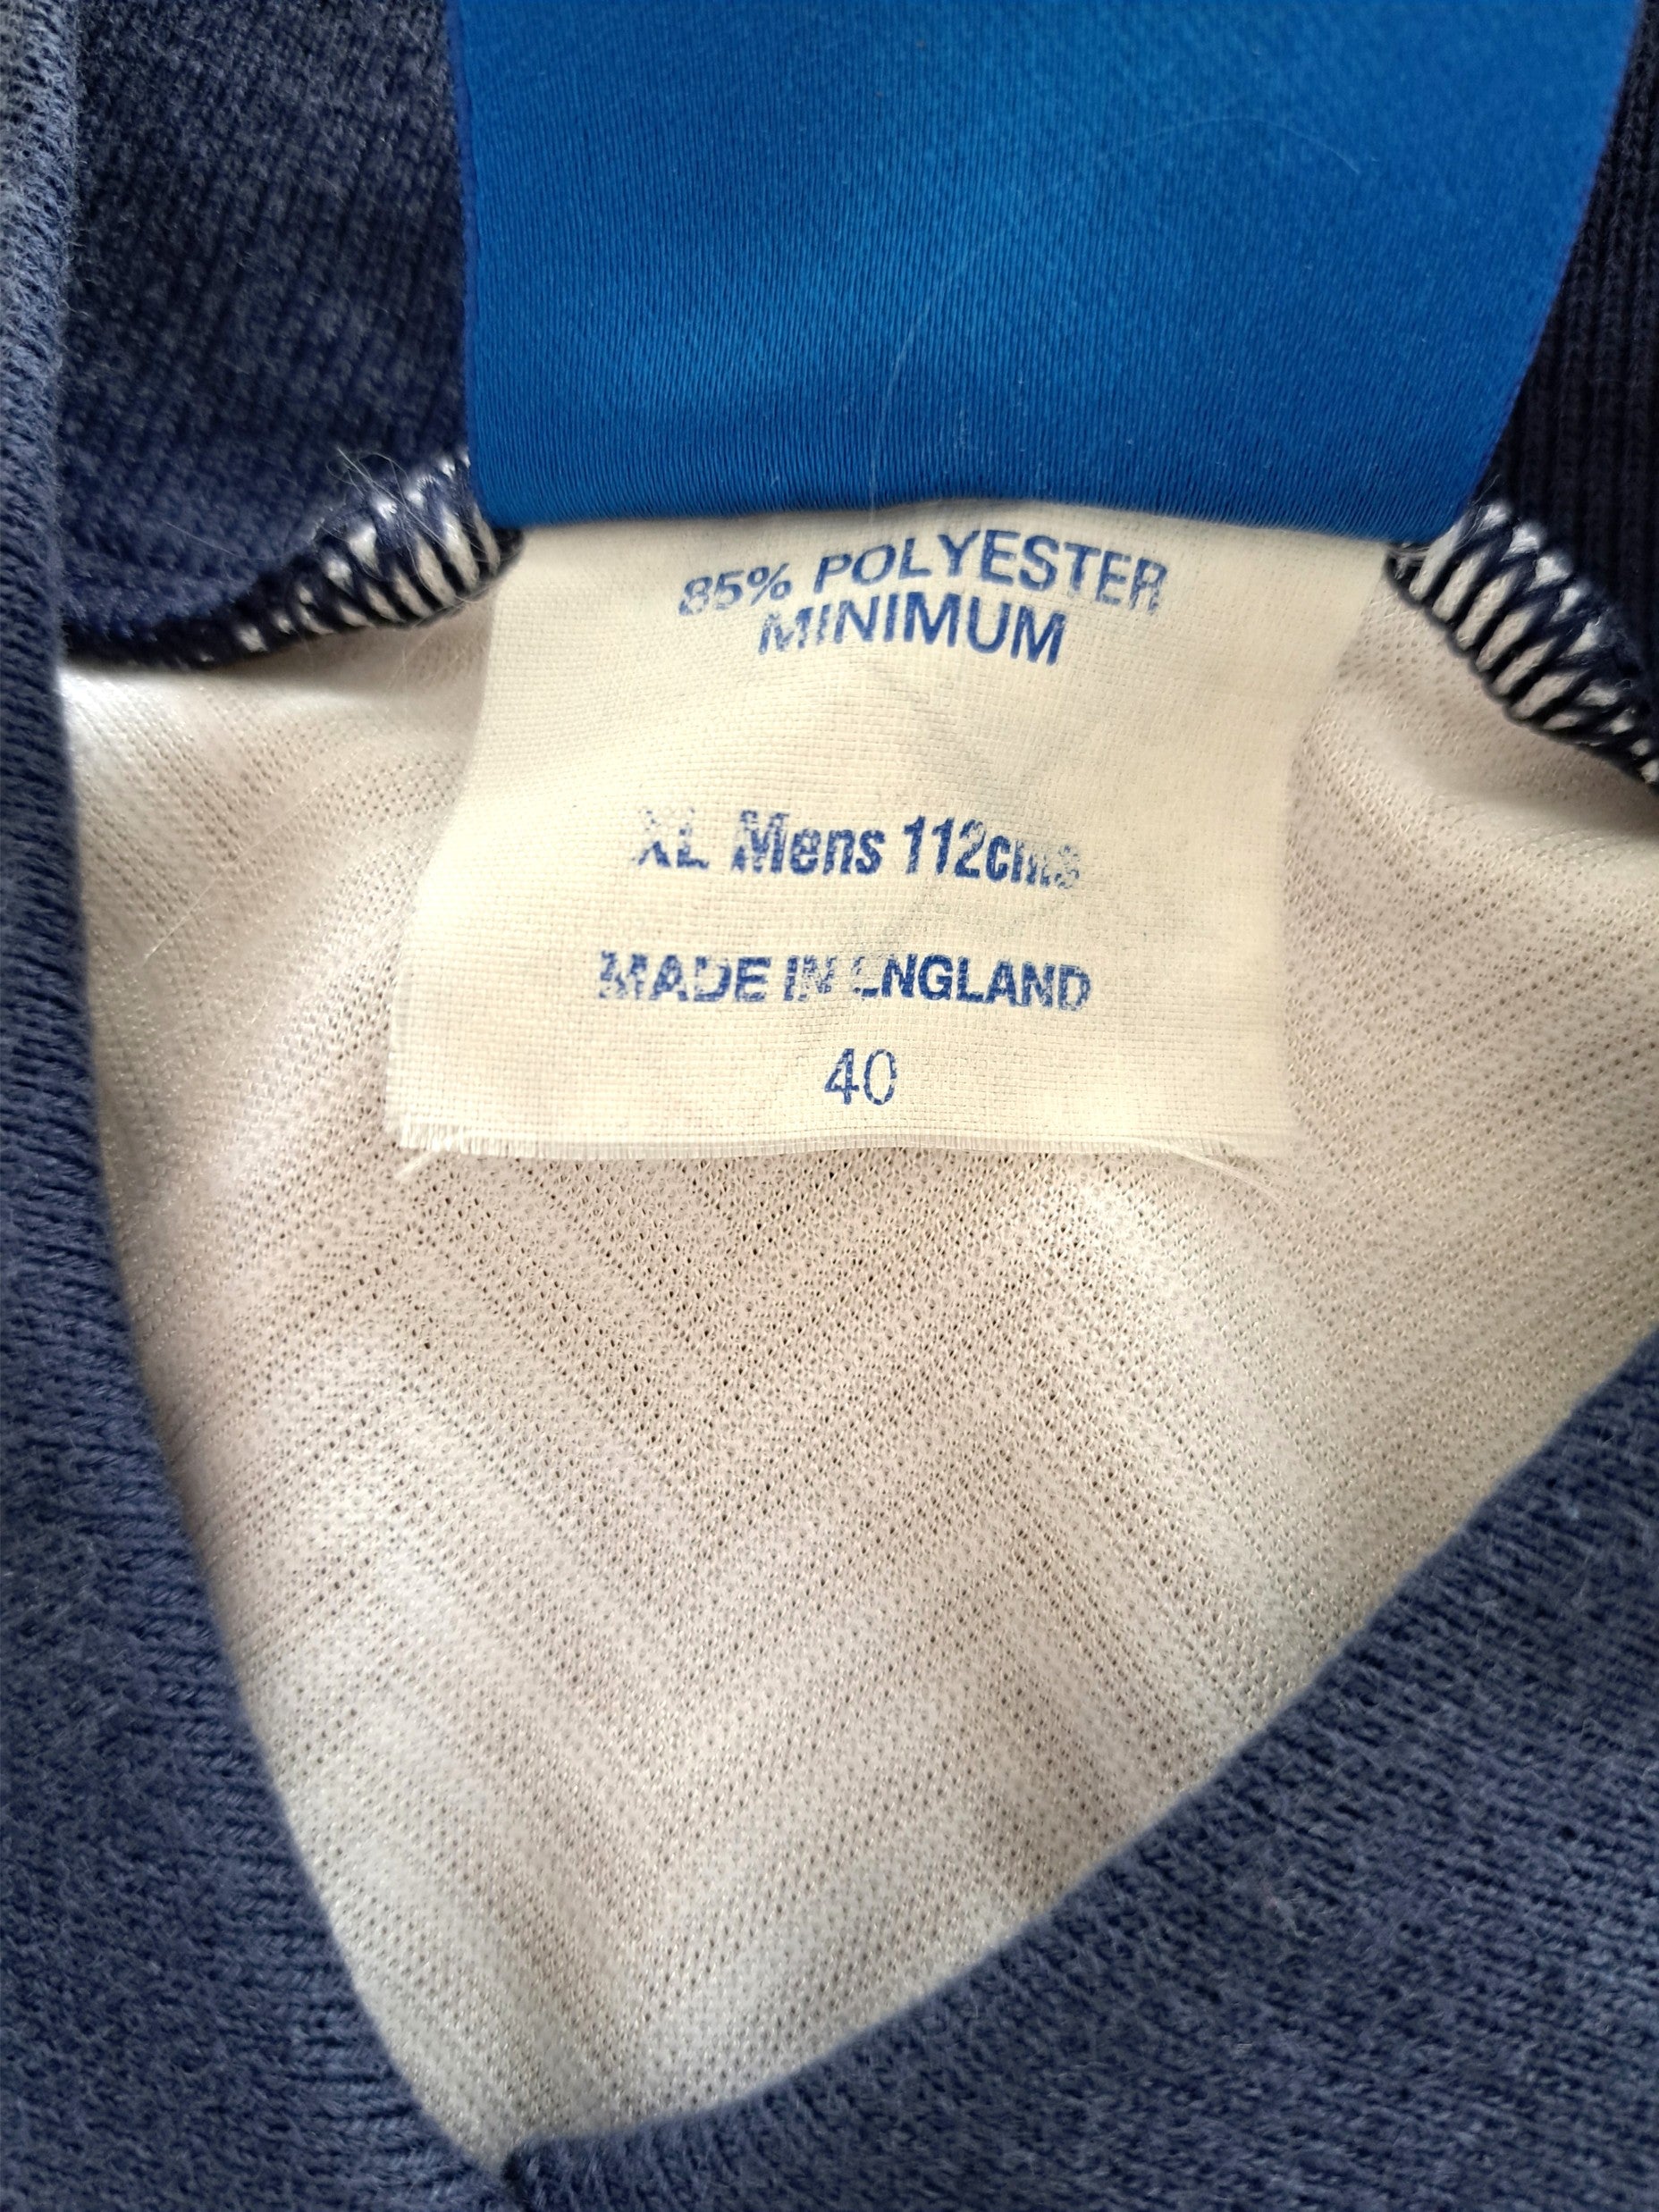 85% POLYESTER
MINIMUM
XL Mens 112cms
MADE IN ENGLAND
40